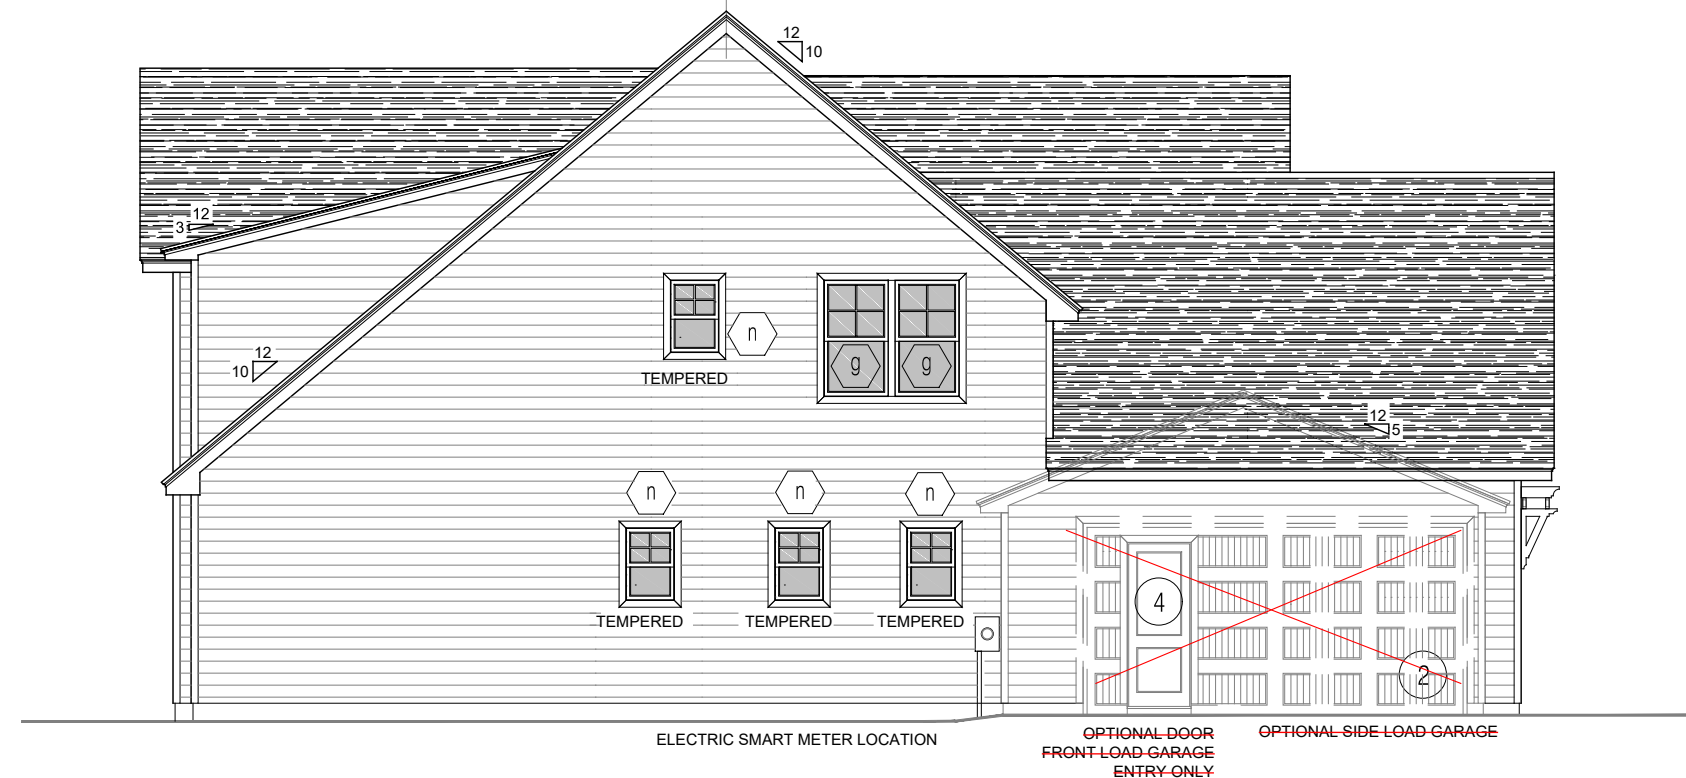 12
10
12
3
12
10
n
TEMPERED
g g
12
5
n n n
TEMPERED TEMPERED TEMPERED
4
2
ELECTRIC SMART METER LOCATION
OPTIONAL DOOR
FRONT LOAD GARAGE
ENTRY ONLY
OPTIONAL SIDE LOAD GARAGE